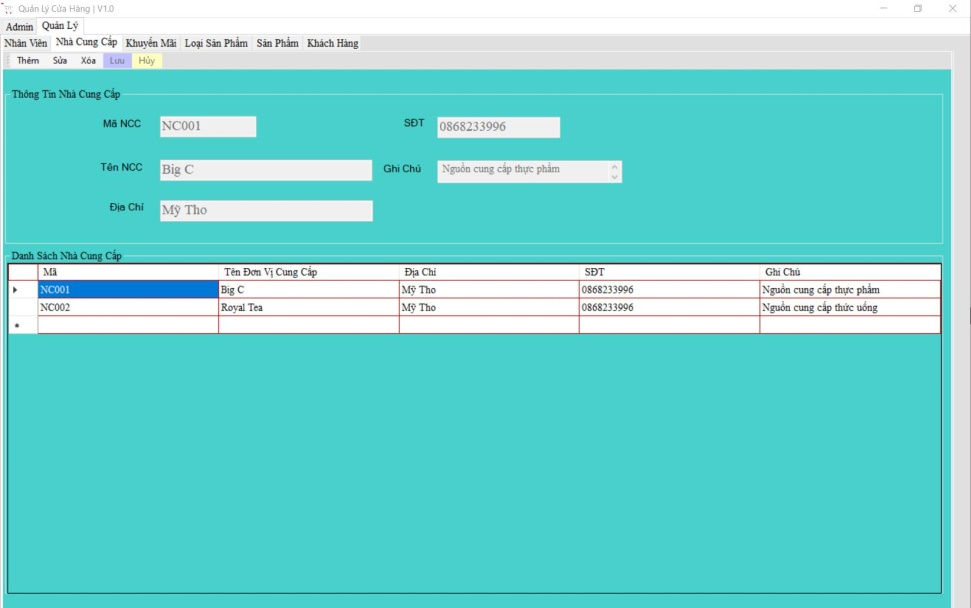 Quản Lý Cửa Hàng | V1.0
Admin Quản Lý
Nhân Viên Nhà Cung Cấp Khuyến Mãi Loại Sản Phẩm Sản Phẩm Khách Hàng
Thêm Sửa Xóa Lưu Hủy
Thông Tin Nhà Cung Cấp
Mã NCC NC001 SĐT 0868233996
Tên NCC Big C Ghi Chú Nguồn cung cấp thực phẩm
Địa Chỉ Mỹ Tho
Danh Sách Nhà Cung Cấp
Mã Tên Đơn Vị Cung Cấp Địa Chỉ SĐT Ghi Chú
NC001 Big C Mỹ Tho 0868233996 Nguồn cung cấp thực phẩm
NC002 Royal Tea Mỹ Tho 0868233996 Nguồn cung cấp thức uống